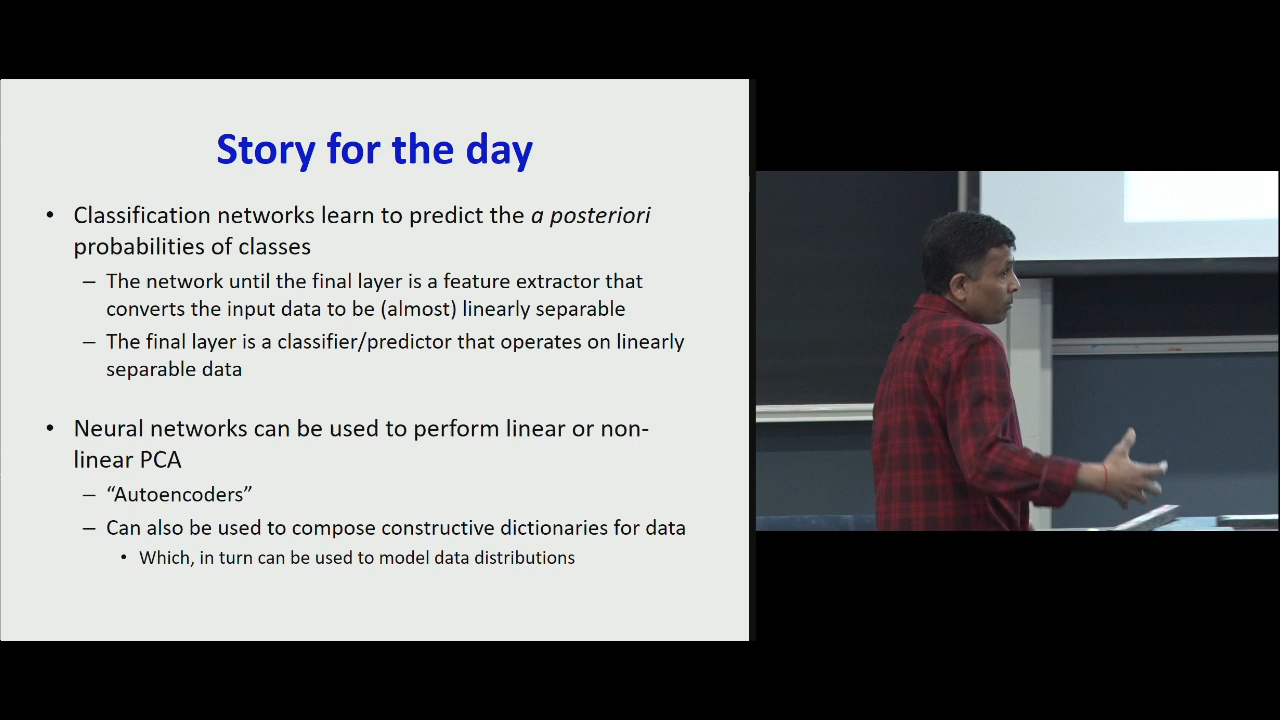 Story for the day
• Classification networks learn to predict the a posteriori
probabilities of classes
– The network until the final layer is a feature extractor that
converts the input data to be (almost) linearly separable
– The final layer is a classifier/predictor that operates on linearly
separable data
• Neural networks can be used to perform linear or non-
linear PCA
– “Autoencoders”
– Can also be used to compose constructive dictionaries for data
• Which, in turn can be used to model data distributions